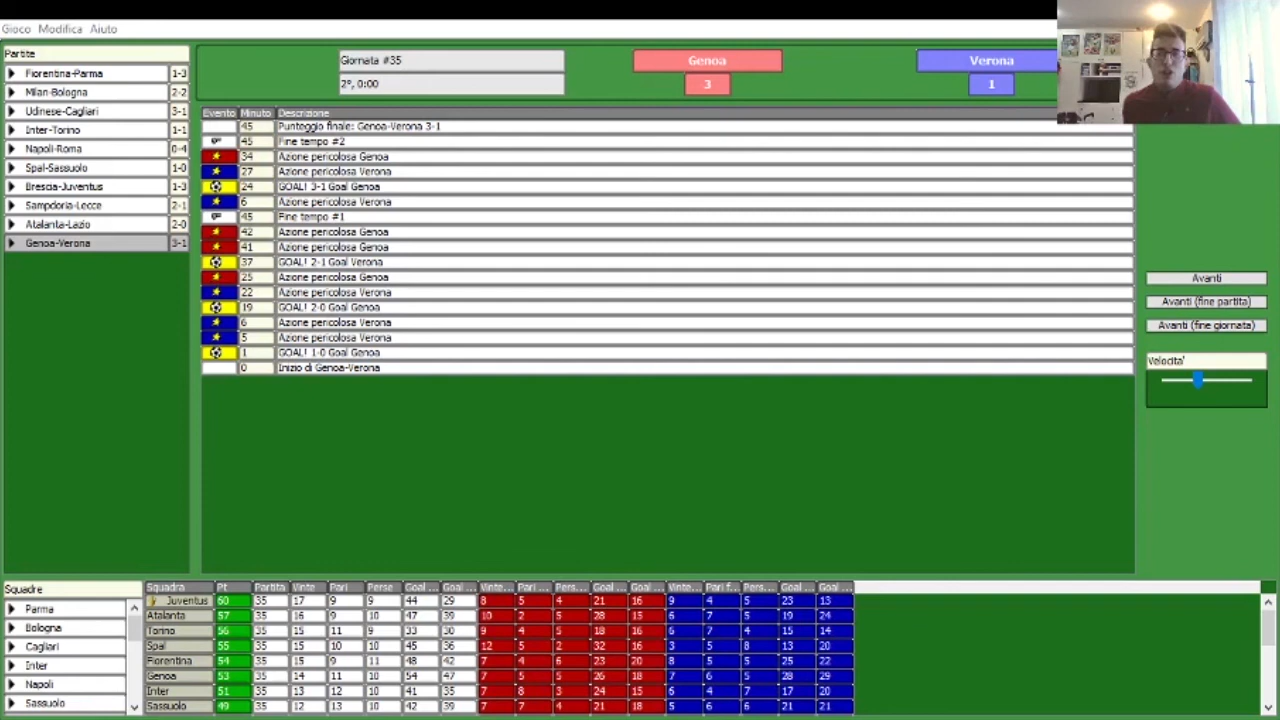 Gioco Modifica Aiuto
Partite
Fiorentina-Parma 1-3
Milan-Bologna 2-2
Udinese-Cagliari 3-1
Inter-Torino 1-1
Napoli-Roma 0-4
Spal-Sassuolo 1-0
Brescia-Juventus 1-3
Sampdoria-Lecce 2-1
Atalanta-Lazio 2-0
Genoa-Verona 3-1
Giornata #35
2°, 0:00
Genoa
3
Verona
1
Evento Minuto Descrizione
45 Punteggio finale: Genoa-Verona 3-1
45 Fine tempo #2
34 Azione pericolosa Genoa
27 Azione pericolosa Verona
24 GOAL! 3-1 Goal Genoa
6 Azione pericolosa Verona
45 Fine tempo #1
42 Azione pericolosa Genoa
41 Azione pericolosa Genoa
37 GOAL! 2-1 Goal Verona
25 Azione pericolosa Genoa
22 Azione pericolosa Verona
19 GOAL! 2-0 Goal Genoa
6 Azione pericolosa Verona
5 Azione pericolosa Verona
1 GOAL! 1-0 Goal Genoa
0 Inizio di Genoa-Verona
Avanti
Avanti (fine partita)
Avanti (fine giornata)
Velocita'
Squadre
Parma
Bologna
Cagliari
Inter
Napoli
Sassuolo
Squadra Pt Partita Vinte Pari Perse Goal ... Goal ... Vinte... Pari ... Pers... Goal ... Goal ... Vinte... Pari f... Pers... Goal ... Goal ...
Juventus 60 35 17 9 9 44 29 8 5 4 21 16 9 4 5 23 13
Atalanta 57 35 16 9 10 47 39 10 2 5 28 15 6 7 5 19 24
Torino 56 35 15 11 9 33 30 9 4 5 18 16 6 7 4 15 14
Spal 55 35 15 10 10 45 36 12 5 2 32 16 3 5 8 13 20
Fiorentina 54 35 15 9 11 48 42 7 4 6 23 20 8 5 5 25 22
Genoa 53 35 14 11 10 54 47 7 5 5 26 18 7 6 5 28 29
Inter 51 35 13 12 10 41 35 7 8 3 24 15 6 4 7 17 20
Sassuolo 49 35 12 13 10 42 39 7 7 4 21 18 5 6 6 21 21